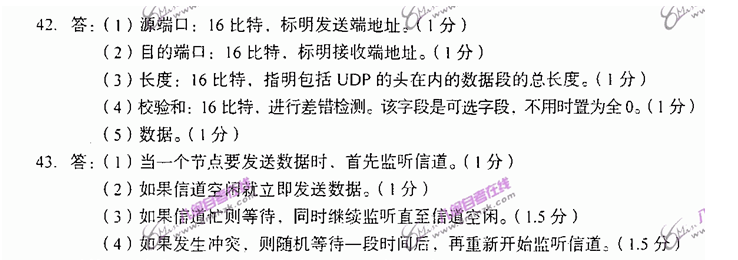 42. 答：（1）源端口：16 比特，标明发送端地址。（1 分）
（2）目的端口：16 比特，标明接收端地址。（1 分）
（3）长度：16 比特，指明包括 UDP 的头在内的数据段的总长度。（1 分）
（4）校验和：16 比特，进行差错检测。该字段是可选字段，不用时置为全 0。（1 分）
（5）数据。（1 分）
43. 答：（1）当一个节点要发送数据时，首先监听信道。（1 分）
（2）如果信道空闲就立即发送数据。（1 分）
（3）如果信道忙则等待，同时继续监听直至信道空闲。（1.5 分）
（4）如果发生冲突，则随机等待一段时间后，再重新开始监听信道。（1.5 分）
自考在线